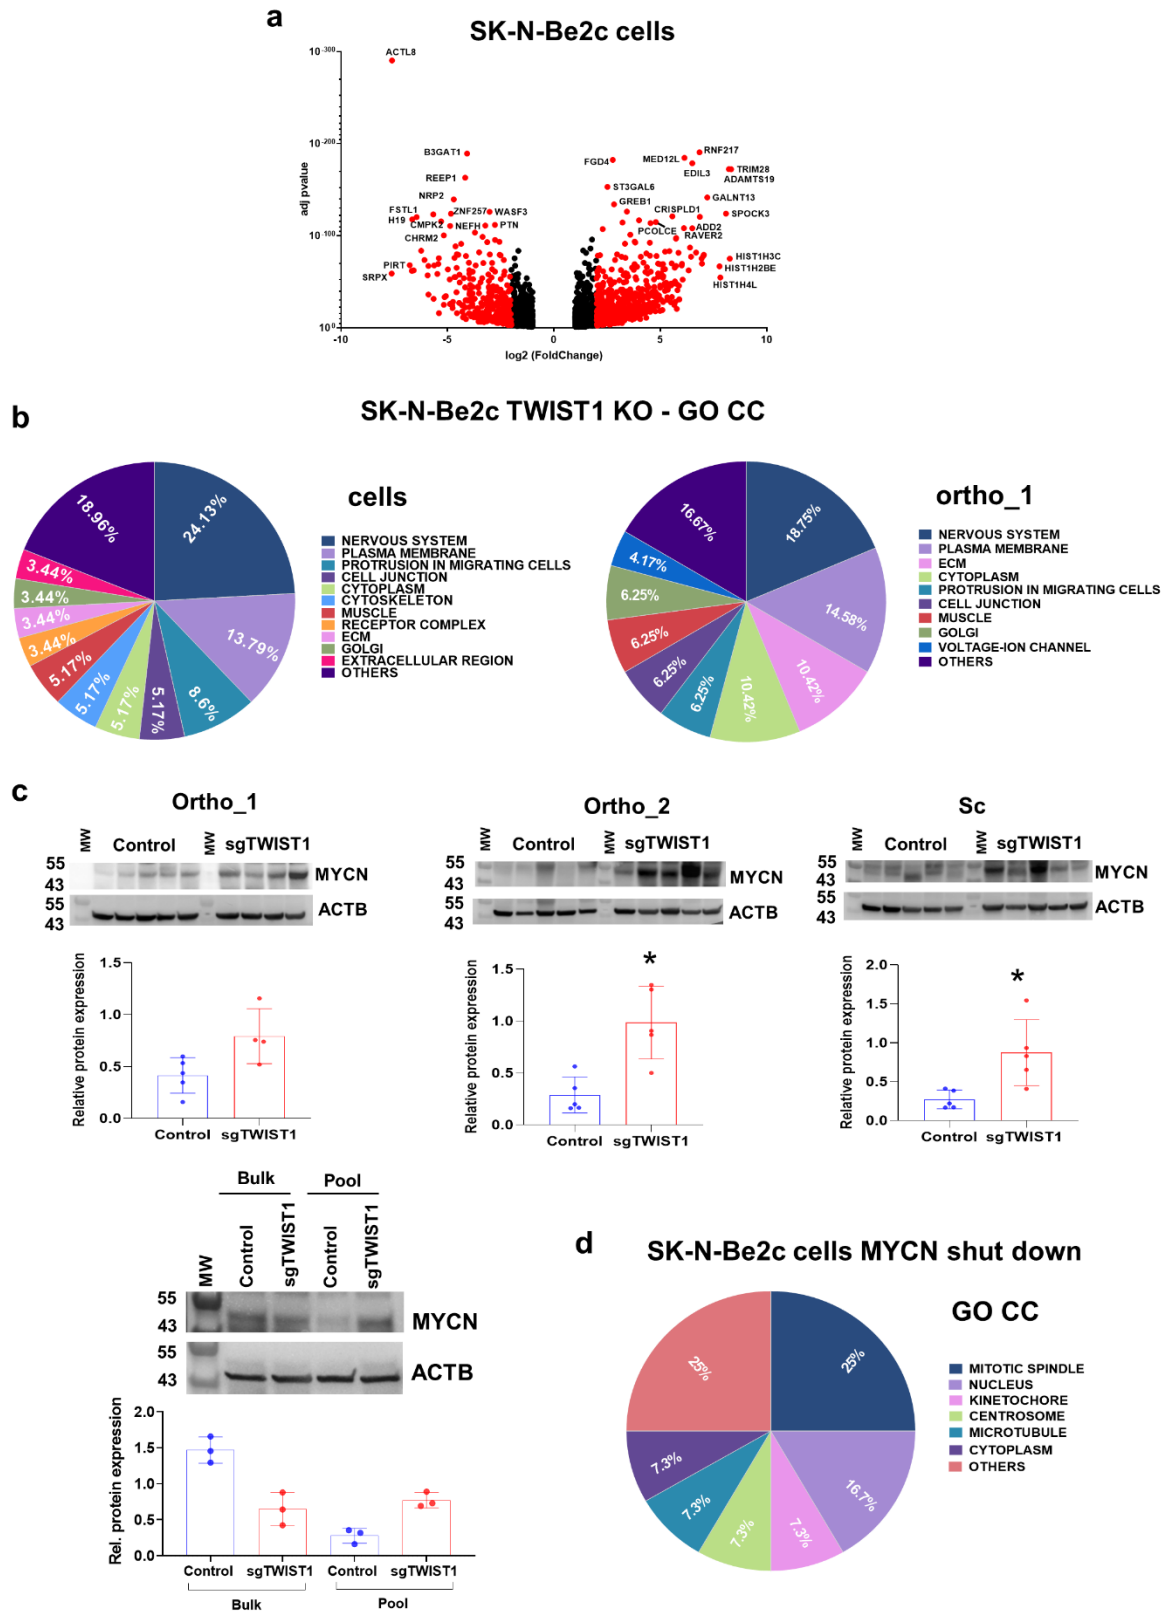 a
SK-N-Be2c cells
adj pvalue
10^-300
10^-200
10^-100
10^0
ACTL8
B3GAT1
REEP1
NRP2
FSTL1
H19
ZNF257
WASF3
CMPK2
NEFH
PTN
CHRM2
PIRT
SRPX
FGD4
MED12L
RNF217
EDIL3
TRIM28
ADAMTS19
ST3GAL6
GREB1
GALNT13
CRISPLD1
SPOCK3
PCOLCE
ADD2
RAVER2
HIST1H3C
HIST1H2BE
HIST1H4L
-10
-5
0
5
10
log2 (FoldChange)
b
SK-N-Be2c TWIST1 KO - GO CC
24.13%
13.79%
8.6%
5.17%
5.17%
5.17%
5.17%
3.44%
3.44%
3.44%
3.44%
18.96%
cells
NERVOUS SYSTEM
PLASMA MEMBRANE
PROTRUSION IN MIGRATING CELLS
CELL JUNCTION
CYTOPLASM
CYTOSKELETON
MUSCLE
RECEPTOR COMPLEX
ECM
GOLGI
EXTRACELLULAR REGION
OTHERS
18.75%
14.58%
10.42%
10.42%
6.25%
6.25%
6.25%
6.25%
4.17%
16.67%
ortho_1
NERVOUS SYSTEM
PLASMA MEMBRANE
ECM
CYTOPLASM
PROTRUSION IN MIGRATING CELLS
CELL JUNCTION
MUSCLE
GOLGI
VOLTAGE-ION CHANNEL
OTHERS
c
Ortho_1
MW
Control
MW
sgTWIST1
55
43
MYCN
55
43
ACTB
Relative protein expression
1.5
1.0
0.5
0.0
Control
sgTWIST1
Ortho_2
MW
Control
MW
sgTWIST1
55
43
MYCN
55
43
ACTB
Relative protein expression
1.5
1.0
0.5
0.0
*
Control
sgTWIST1
Sc
MW
Control
MW
sgTWIST1
55
43
MYCN
55
43
ACTB
Relative protein expression
2.0
1.5
1.0
0.5
0.0
*
Control
sgTWIST1
Bulk
Pool
MW
Control
sgTWIST1
Control
sgTWIST1
55
43
MYCN
55
43
ACTB
Rel. protein expression
2.0
1.5
1.0
0.5
0.0
Control
sgTWIST1
Control
sgTWIST1
Bulk
Pool
d
SK-N-Be2c cells MYCN shut down
25%
16.7%
7.3%
7.3%
7.3%
7.3%
25%
GO CC
MITOTIC SPINDLE
NUCLEUS
KINETOCHORE
CENTROSOME
MICROTUBULE
CYTOPLASM
OTHERS